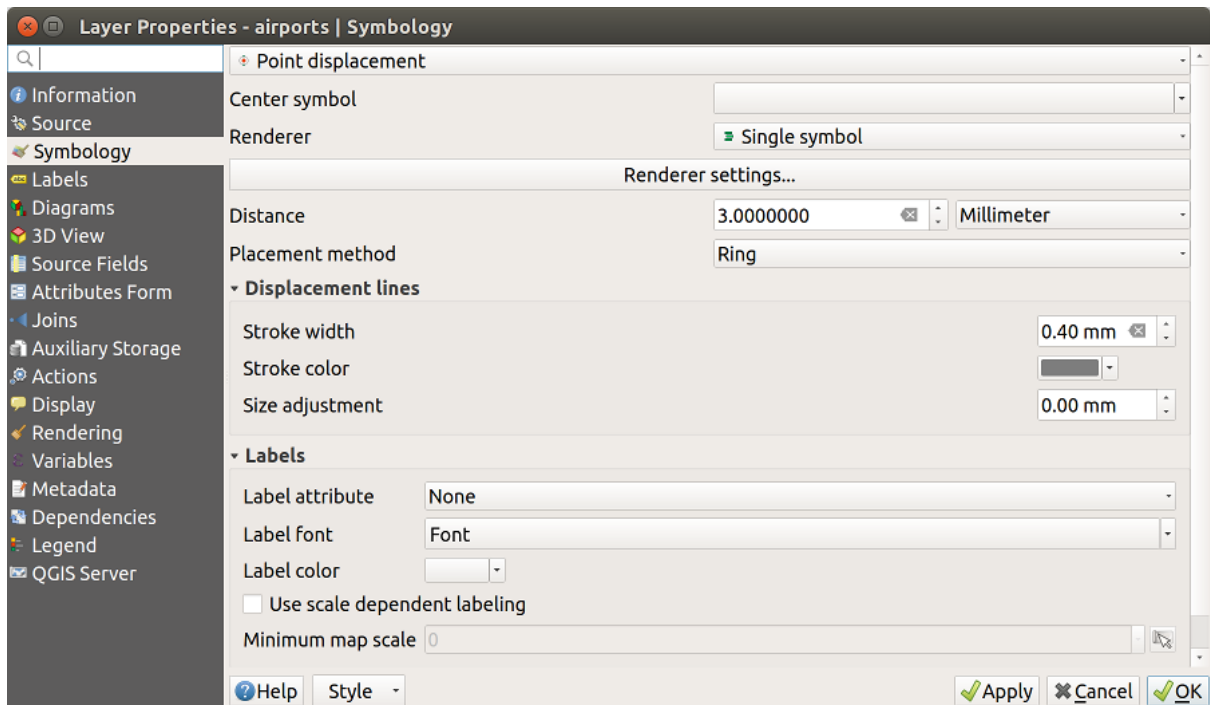 Layer Properties - airports | Symbology
Information
Source
Symbology
Labels
Diagrams
3D View
Source Fields
Attributes Form
Joins
Auxiliary Storage
Actions
Display
Rendering
Variables
Metadata
Dependencies
Legend
QGIS Server
Point displacement
Center symbol
Renderer Single symbol
Renderer settings...
Distance 3.0000000 Millimeter
Placement method Ring
Displacement lines
Stroke width 0.40 mm
Stroke color
Size adjustment 0.00 mm
Labels
Label attribute None
Label font Font
Label color
Use scale dependent labeling
Minimum map scale 0
Help Style Apply Cancel OK